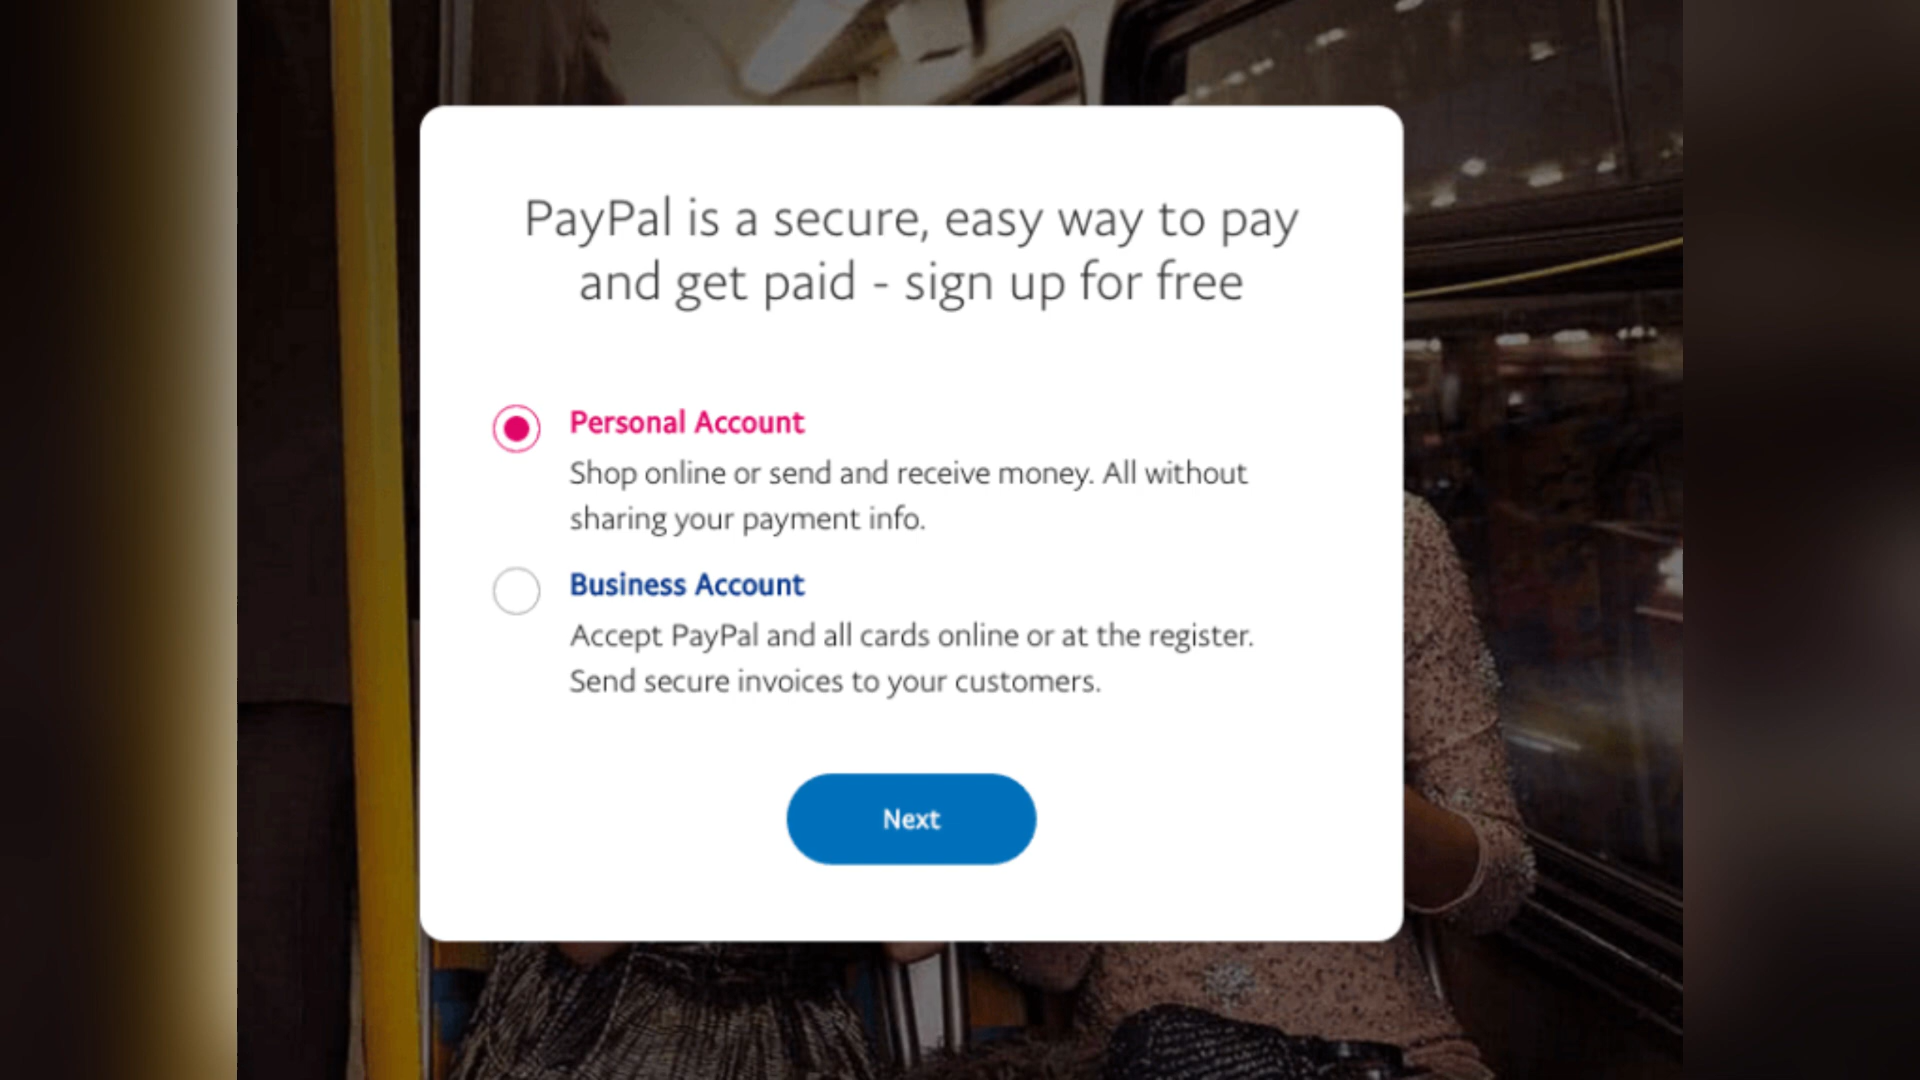 PayPal is a secure, easy way to pay
and get paid - sign up for free
Personal Account
Shop online or send and receive money. All without
sharing your payment info.
Business Account
Accept PayPal and all cards online or at the register.
Send secure invoices to your customers.
Next